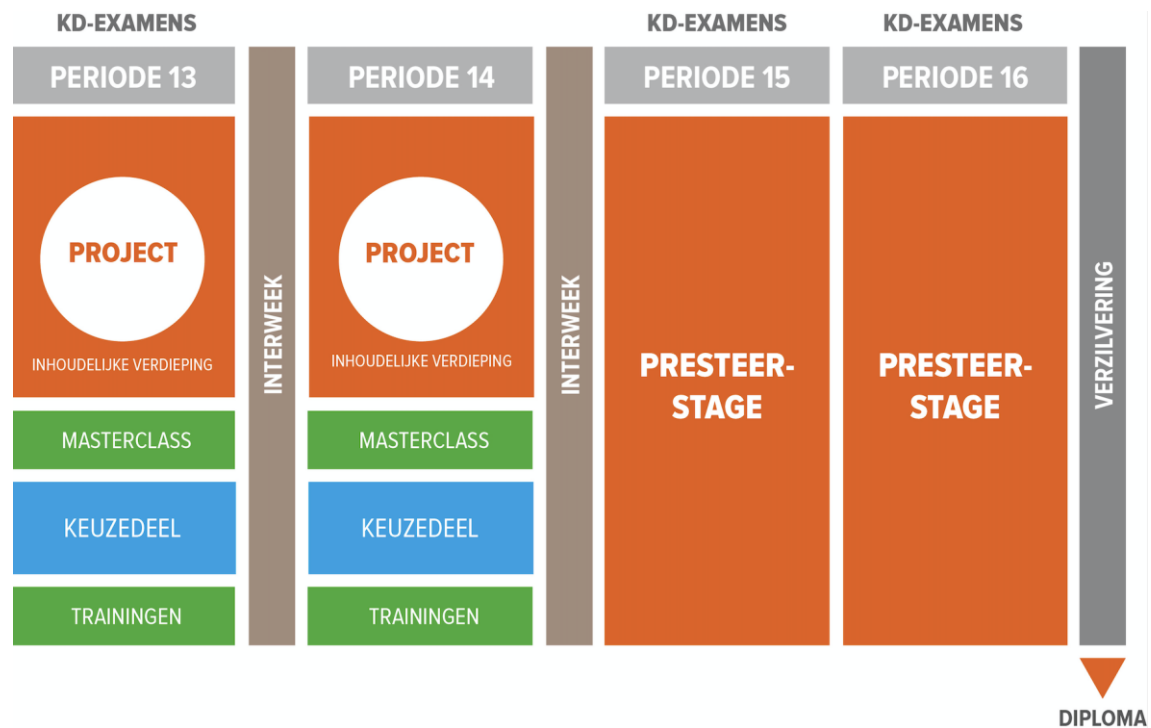 KD-EXAMENS
KD-EXAMENS
KD-EXAMENS
PERIODE 13
PERIODE 14
PERIODE 15
PERIODE 16
PROJECT
INHOUDELIJKE VERDIEPING
MASTERCLASS
KEUZEDEEL
TRAININGEN
INTERWEEK
PROJECT
INHOUDELIJKE VERDIEPING
MASTERCLASS
KEUZEDEEL
TRAININGEN
INTERWEEK
PRESTEER-
STAGE
PRESTEER-
STAGE
VERZILVERING
DIPLOMA